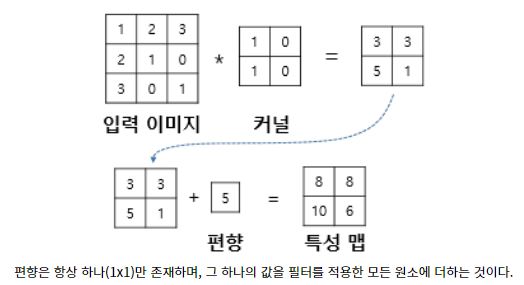 1 2 3 1 0 3 3
2 1 0 * = 
3 0 1 1 0 5 1
입력 이미지 커널
3 3 8 8
+ 5 =
5 1 10 6
편향 특성 맵
편향은 항상 하나(1x1)만 존재하며, 그 하나의 값을 필터를 적용한 모든 원소에 더하는 것이다.